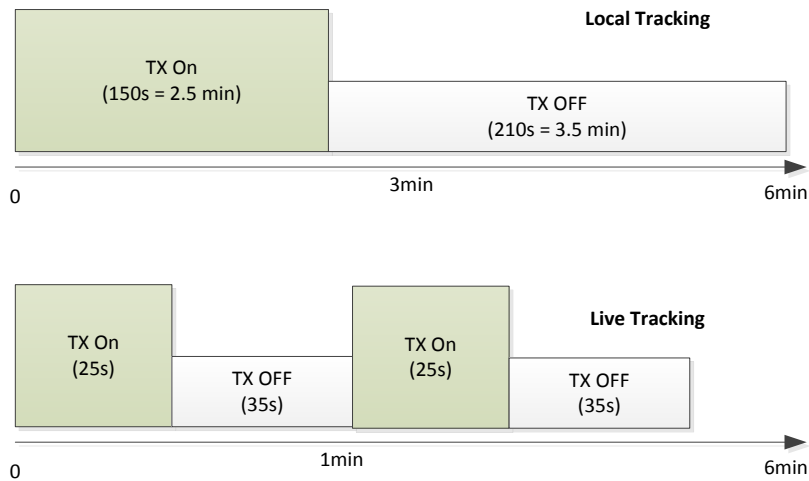 Local Tracking
TX On
(150s = 2.5 min)
TX OFF
(210s = 3.5 min)
0
3min
6min
Live Tracking
TX On
(25s)
TX OFF
(35s)
TX On
(25s)
TX OFF
(35s)
0
1min
6min